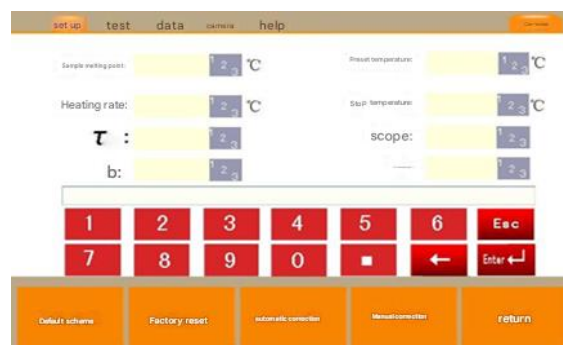 set up test data camera help Camera
Sample melting point: 1 2 3 ℃ Preset temperature: 1 2 3 ℃
Heating rate: 1 2 3 ℃ Stop temperature: 1 2 3 ℃
τ : 1 2 3 scope: 1 2 3
b: 1 2 3 1 2 3
1 2 3 4 5 6 Esc
7 8 9 0 ■ ← Enter↵
Default scheme Factory reset automatic correction Manual correction return